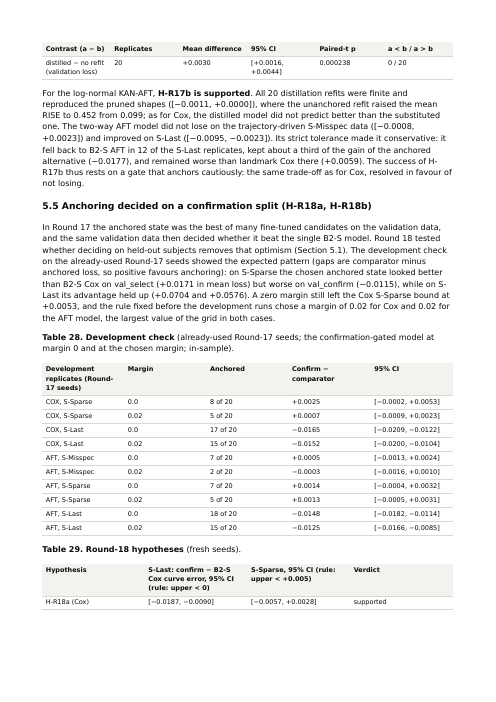 Contrast (a − b) Replicates Mean difference 95% CI Paired-t p a < b / a > b
distilled − no refit (validation loss) 20 +0.0030 [+0.0016, +0.0044] 0.000238 0 / 20
For the log-normal KAN-AFT, H-R17b is supported. All 20 distillation refits were finite and
reproduced the pruned shapes ([−0.0011, +0.0000]), where the unanchored refit raised the mean
RISE to 0.452 from 0.099; as for Cox, the distilled model did not predict better than the substituted
one. The two-way AFT model did not lose on the trajectory-driven S-Misspec data ([−0.0008,
+0.0023]) and improved on S-Last ([−0.0095, −0.0023]). Its strict tolerance made it conservative: it
fell back to B2-S AFT in 12 of the S-Last replicates, kept about a third of the gain of the anchored
alternative (−0.0177), and remained worse than landmark Cox there (+0.0059). The success of H-
R17b thus rests on a gate that anchors cautiously: the same trade-off as for Cox, resolved in favour of
not losing.
5.5 Anchoring decided on a confirmation split (H-R18a, H-R18b)
In Round 17 the anchored state was the best of many fine-tuned candidates on the validation data,
and the same validation data then decided whether it beat the single B2-S model. Round 18 tested
whether deciding on held-out subjects removes that optimism (Section 5.1). The development check
on the already-used Round-17 seeds showed the expected pattern (gaps are comparator minus
anchored loss, so positive favours anchoring): on S-Sparse the chosen anchored state looked better
than B2-S Cox on val_select (+0.0171 in mean loss) but worse on val_confirm (−0.0115), while on S-
Last its advantage held up (+0.0704 and +0.0576). A zero margin still left the Cox S-Sparse bound at
+0.0053, and the rule fixed before the development runs chose a margin of 0.02 for Cox and 0.02 for
the AFT model, the largest value of the grid in both cases.
Table 28. Development check (already-used Round-17 seeds; the confirmation-gated model at
margin 0 and at the chosen margin; in-sample).
Development replicates (Round-17 seeds) Margin Anchored Confirm − comparator 95% CI
COX, S-Sparse 0.0 8 of 20 +0.0025 [−0.0002, +0.0053]
COX, S-Sparse 0.02 5 of 20 +0.0007 [−0.0009, +0.0023]
COX, S-Last 0.0 17 of 20 −0.0165 [−0.0209, −0.0122]
COX, S-Last 0.02 15 of 20 −0.0152 [−0.0200, −0.0104]
AFT, S-Misspec 0.0 7 of 20 +0.0005 [−0.0013, +0.0024]
AFT, S-Misspec 0.02 2 of 20 −0.0003 [−0.0016, +0.0010]
AFT, S-Sparse 0.0 7 of 20 +0.0014 [−0.0004, +0.0032]
AFT, S-Sparse 0.02 5 of 20 +0.0013 [−0.0005, +0.0031]
AFT, S-Last 0.0 18 of 20 −0.0148 [−0.0182, −0.0114]
AFT, S-Last 0.02 15 of 20 −0.0125 [−0.0166, −0.0085]
Table 29. Round-18 hypotheses (fresh seeds).
Hypothesis S-Last: confirm − B2-S Cox curve error, 95% CI (rule: upper < 0) S-Sparse, 95% CI (rule: upper < +0.005) Verdict
H-R18a (Cox) [−0.0187, −0.0090] [−0.0057, +0.0028] supported